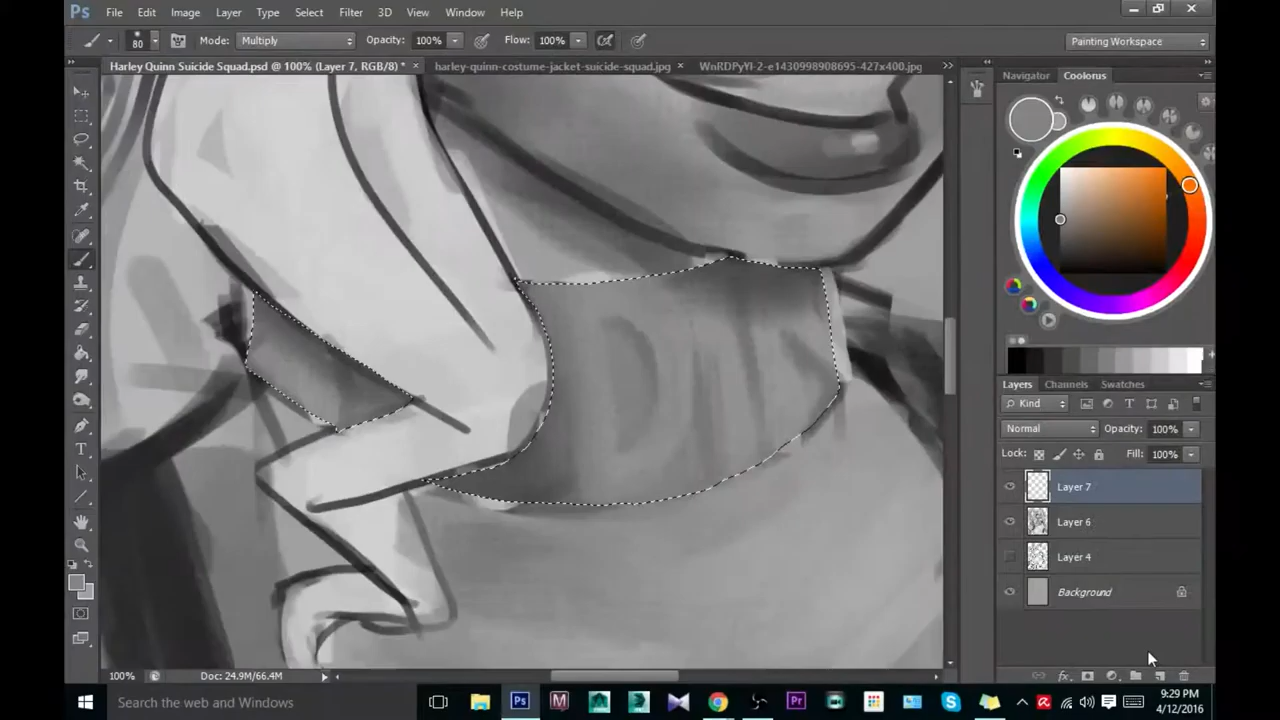 Ps File Edit Image Layer Type Select Filter 3D View Window Help
80 Mode: Multiply Opacity: 100% Flow: 100% Painting Workspace
Harley Quinn Suicide Squad.psd @ 100% (Layer 7, RGB/8) * × harley-quinn-costume-jacket-suicide-squad.jpg × WnRDPyYl-2-e1430998908695-427x400.jpg
Navigator Coolorus
Layers Channels Swatches
Kind
Normal Opacity: 100%
Lock: Fill: 100%
Layer 7
Layer 6
Layer 4
Background
100% Doc: 24.9M/66.4M
Search the web and Windows
9:29 PM
4/12/2016